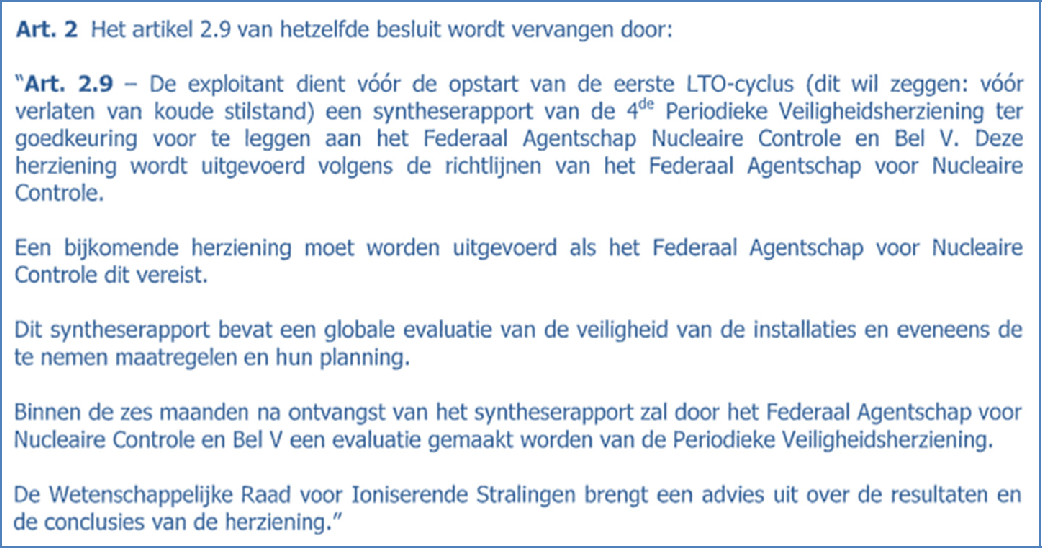 Art. 2 Het artikel 2.9 van hetzelfde besluit wordt vervangen door:
“Art. 2.9 – De exploitant dient vóór de opstart van de eerste LTO-cyclus (dit wil zeggen: vóór
verlaten van koude stilstand) een syntheserapport van de 4de Periodieke Veiligheidsherziening ter
goedkeuring voor te leggen aan het Federaal Agentschap Nucleaire Controle en Bel V. Deze
herziening wordt uitgevoerd volgens de richtlijnen van het Federaal Agentschap voor Nucleaire
Controle.
Een bijkomende herziening moet worden uitgevoerd als het Federaal Agentschap voor Nucleaire
Controle dit vereist.
Dit syntheserapport bevat een globale evaluatie van de veiligheid van de installaties en eveneens de
te nemen maatregelen en hun planning.
Binnen de zes maanden na ontvangst van het syntheserapport zal door het Federaal Agentschap voor
Nucleaire Controle en Bel V een evaluatie gemaakt worden van de Periodieke Veiligheidsherziening.
De Wetenschappelijke Raad voor Ioniserende Stralingen brengt een advies uit over de resultaten en
de conclusies van de herziening.”